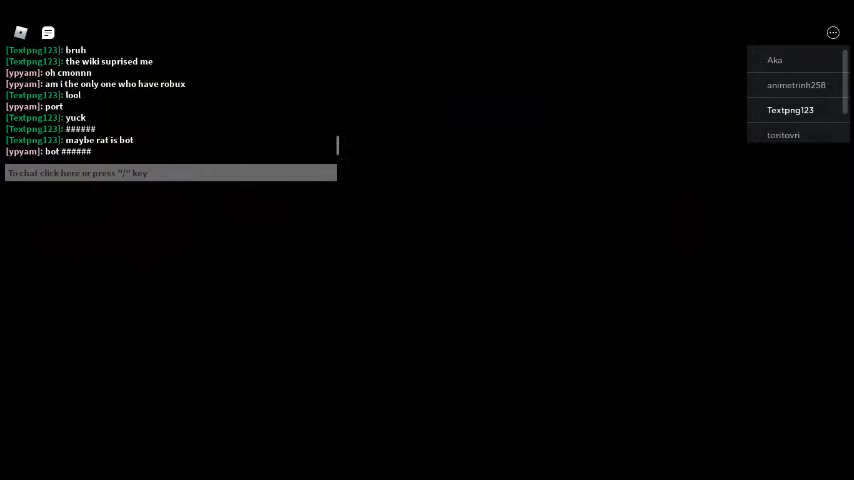 [Textpng123]: bruh
[Textpng123]: the wiki suprised me
[ypyam]: oh cmonnn
[ypyam]: am i the only one who have robux
[Textpng123]: lool
[ypyam]: port
[Textpng123]: yuck
[Textpng123]: ######
[Textpng123]: maybe rat is bot
[ypyam]: bot ######
To chat click here or press "/" key
Aka
animetrinh258
Textpng123
toritovri